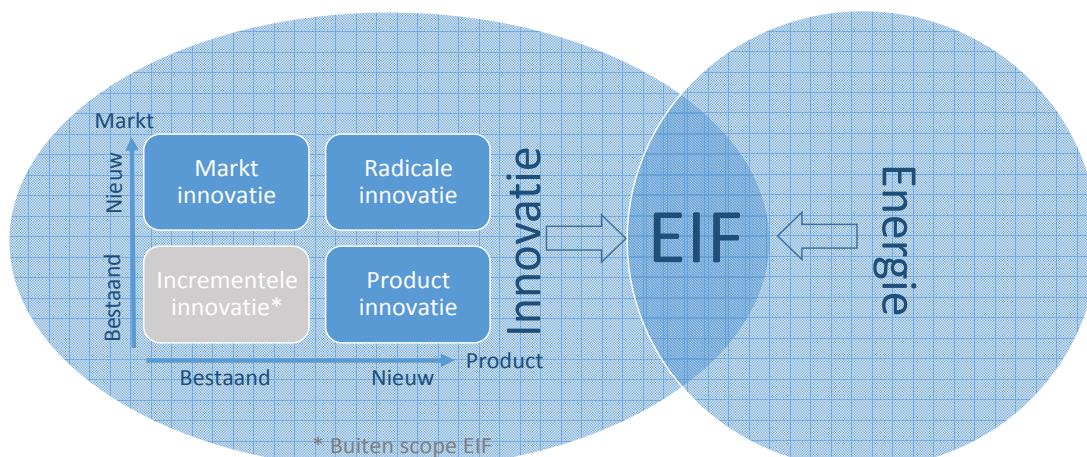 Markt
Nieuw
Bestaand
Markt
innovatie
Radicale
innovatie
Incrementele
innovatie*
Product
innovatie
Bestaand
Nieuw
Product
Innovatie
EIF
Energie
* Buiten scope EIF